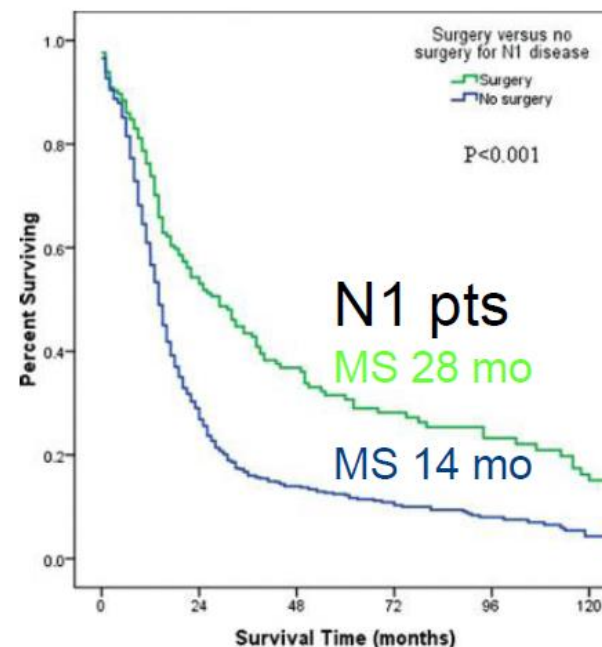 Surgery versus no
surgery for N1 disease
Surgery
No surgery
P<0.001
N1 pts
MS 28 mo
MS 14 mo
Percent Surviving
1.0
0.8
0.6
0.4
0.2
0.0
0 24 48 72 96 120
Survival Time (months)